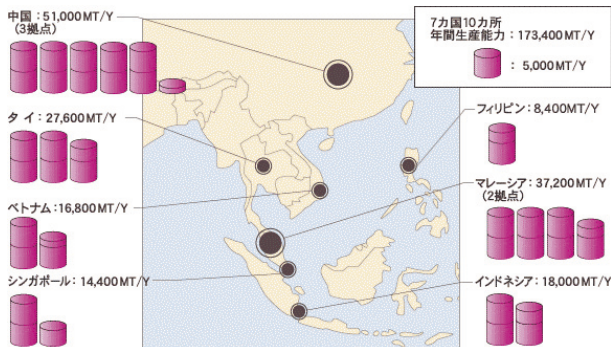 中国：51,000MT/Y
(3拠点)
7カ国10カ所
年間生産能力：173,400MT/Y
：5,000MT/Y
タイ：27,600MT/Y
フィリピン：8,400MT/Y
ベトナム：16,800MT/Y
マレーシア：37,200MT/Y
(2拠点)
シンガポール：14,400MT/Y
インドネシア：18,000MT/Y